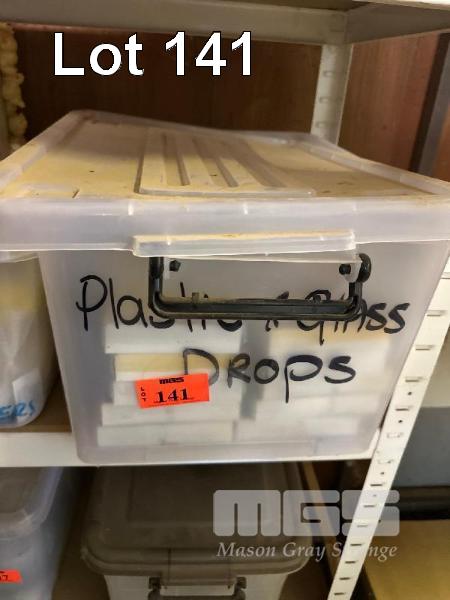 Lot 141
Plastic & Glass
Drops
MGS
LOT
141
MGS
Mason Gray Strange